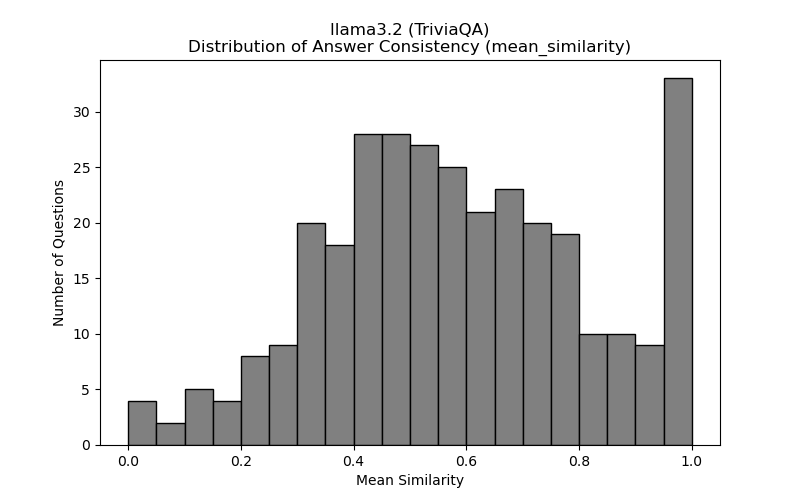 llama3.2 (TriviaQA)
Distribution of Answer Consistency (mean_similarity)
Number of Questions
30
25
20
15
10
5
0
0.0 0.2 0.4 0.6 0.8 1.0
Mean Similarity